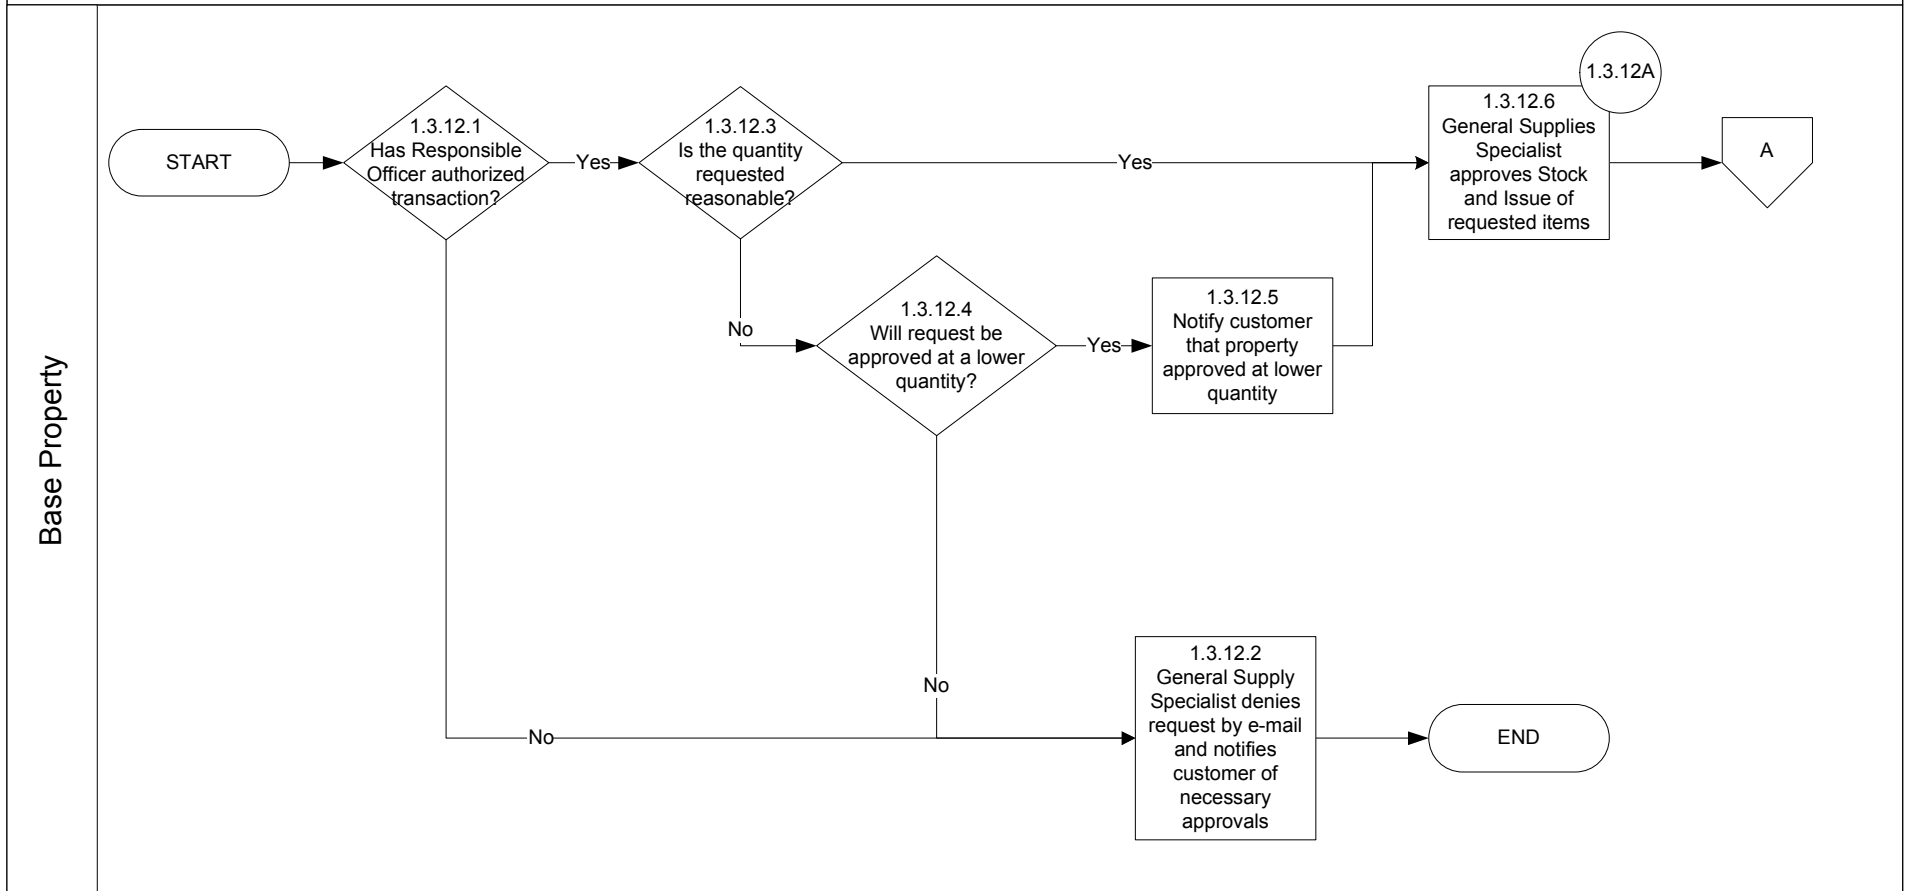 Base Property
START
1.3.12.1
Has Responsible
Officer authorized
transaction?
Yes
1.3.12.3
Is the quantity
requested
reasonable?
Yes
1.3.12A
1.3.12.6
General Supplies
Specialist
approves Stock
and Issue of
requested items
A
No
1.3.12.4
Will request be
approved at a lower
quantity?
Yes
1.3.12.5
Notify customer
that property
approved at lower
quantity
No
No
1.3.12.2
General Supply
Specialist denies
request by e-mail
and notifies
customer of
necessary
approvals
END